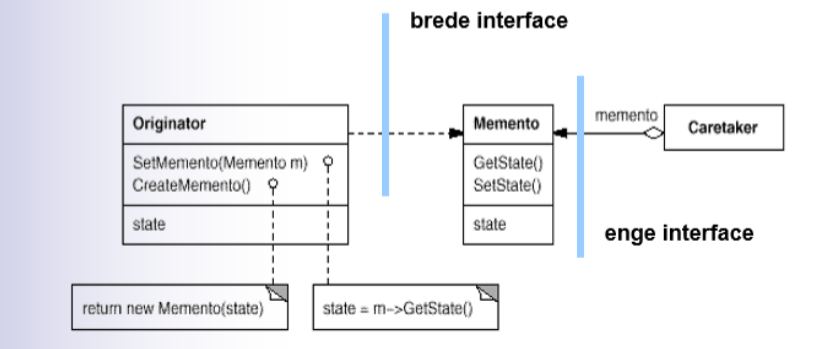 brede interface
Originator
SetMemento(Memento m)
CreateMemento()
state
Memento
GetState()
SetState()
state
memento
Caretaker
enge interface
return new Memento(state)
state = m->GetState()